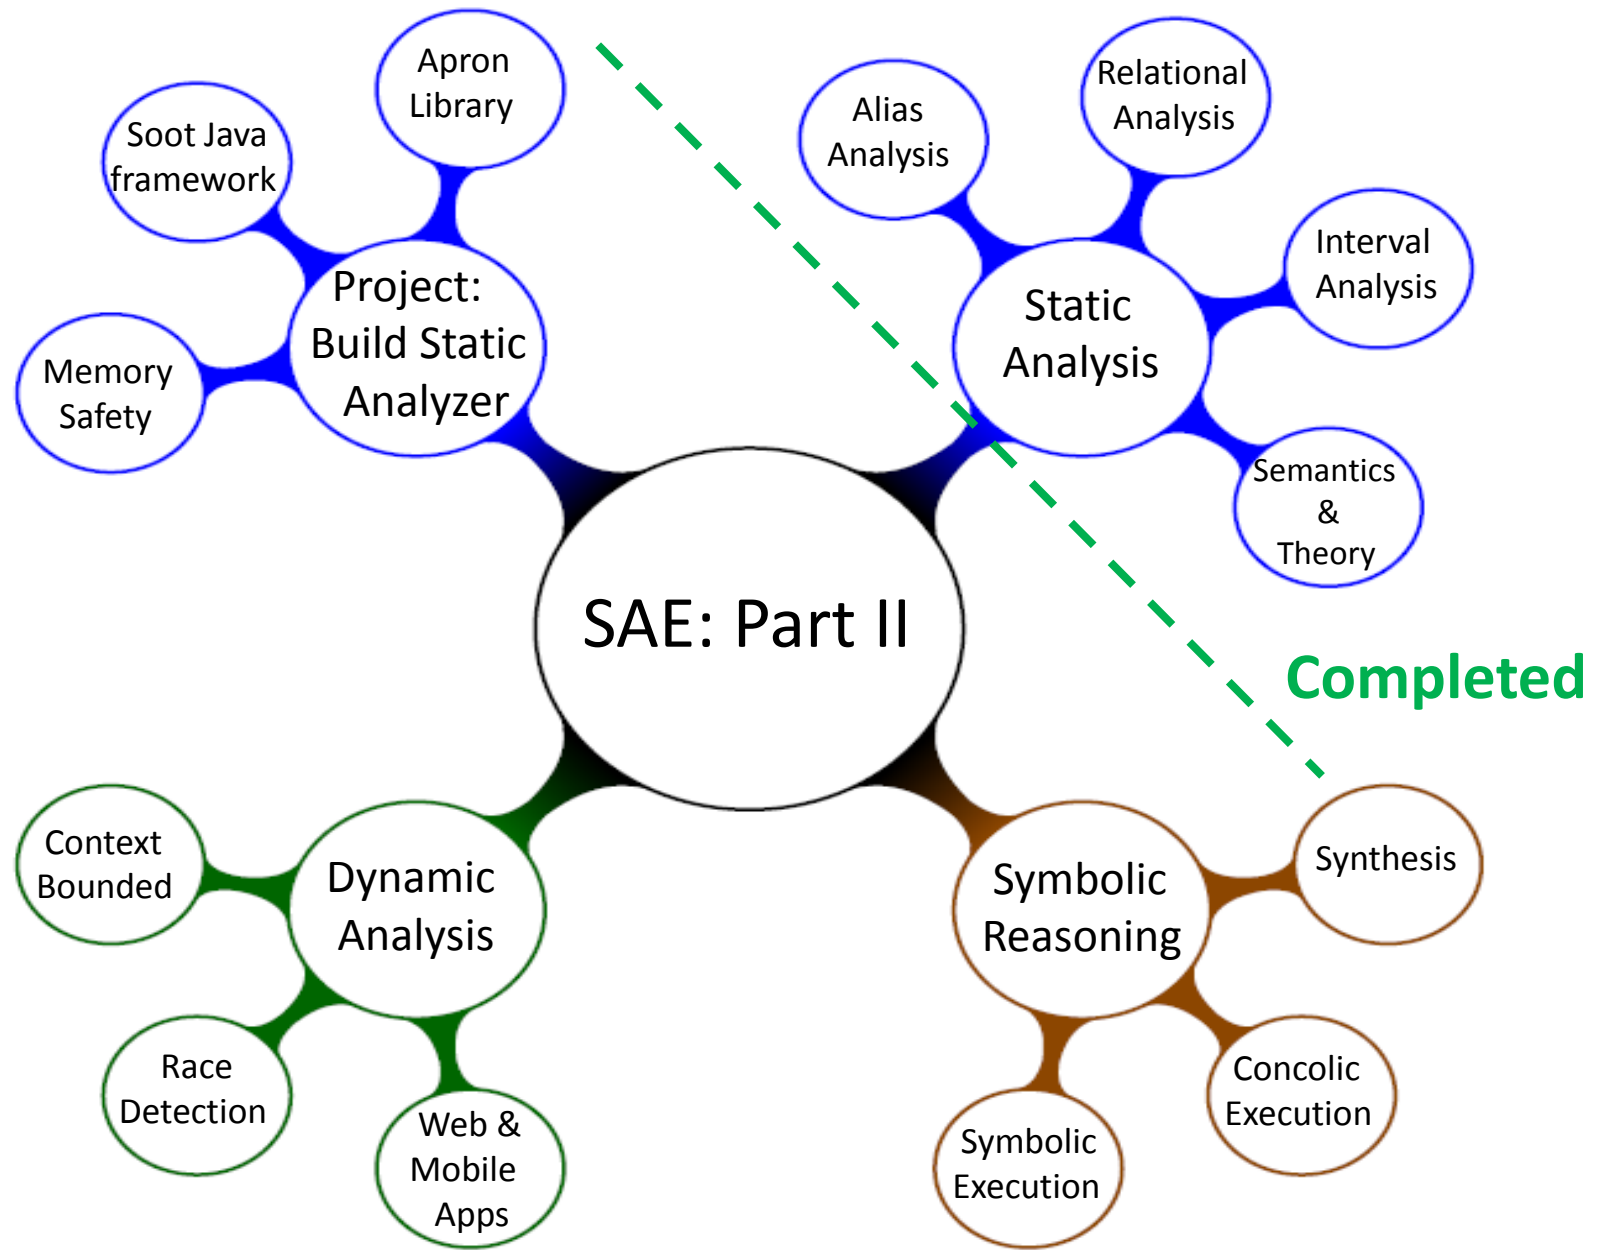 Apron
Library
Soot Java
framework
Memory
Safety
Project:
Build Static
Analyzer
Alias
Analysis
Relational
Analysis
Interval
Analysis
Static
Analysis
Semantics
&
Theory
SAE: Part II
Completed
Context
Bounded
Dynamic
Analysis
Race
Detection
Web &
Mobile
Apps
Symbolic
Reasoning
Synthesis
Concolic
Execution
Symbolic
Execution